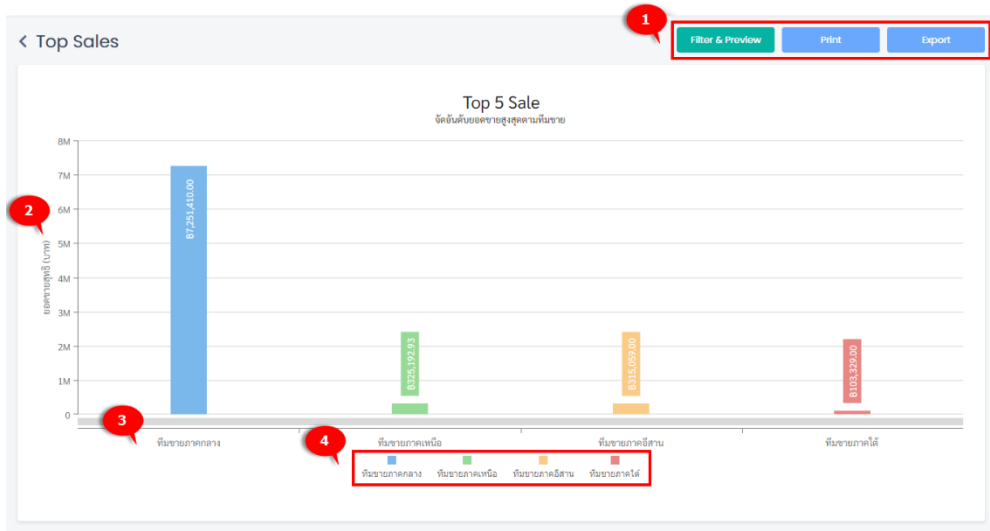 1
Top Sales
Filter & Preview Print Export
Top 5 Sale
จัดอันดับยอดขายสูงสุดตามทีมขาย
8M
7M
2
6M
5M
4M
3M
2M
1M
0
ยอดขายสุทธิ (บาท)
฿7,251,410.00
฿325,192.93
฿315,059.00
฿103,329.00
3
4
ทีมขายภาคกลาง ทีมขายภาคเหนือ ทีมขายภาคอีสาน ทีมขายภาคใต้
ทีมขายภาคกลาง ทีมขายภาคเหนือ ทีมขายภาคอีสาน ทีมขายภาคใต้